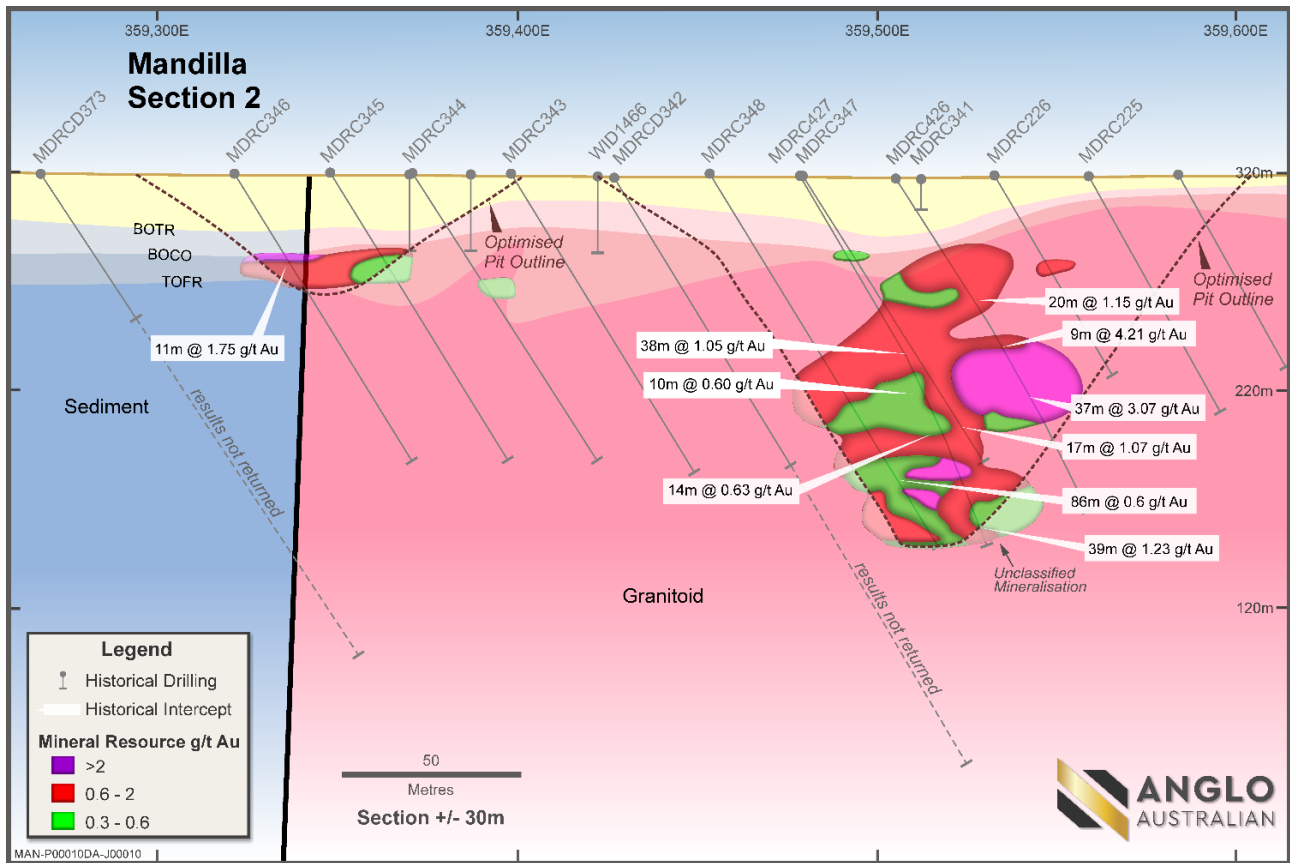 359,300E
359,400E
359,500E
359,600E
Mandilla
Section 2
MDRCD373
MDRC346
MDRC345
MDRC344
MDRC343
WID1466
MDRCD342
MDRC348
MDRC427
MDRC347
MDRC426
MDRC341
MDRC226
MDRC225
320m
BOTR
BOCO
TOFR
Optimised
Pit Outline
Optimised
Pit Outline
20m @ 1.15 g/t Au
9m @ 4.21 g/t Au
11m @ 1.75 g/t Au
38m @ 1.05 g/t Au
10m @ 0.60 g/t Au
220m
Sediment
37m @ 3.07 g/t Au
17m @ 1.07 g/t Au
results not returned
14m @ 0.63 g/t Au
86m @ 0.6 g/t Au
39m @ 1.23 g/t Au
Unclassified
Mineralisation
Granitoid
results not returned
120m
Legend
Historical Drilling
Historical Intercept
Mineral Resource g/t Au
>2
0.6 - 2
0.3 - 0.6
50
Metres
Section +/- 30m
ANGLO
AUSTRALIAN
MAN-P00010DA-J00010